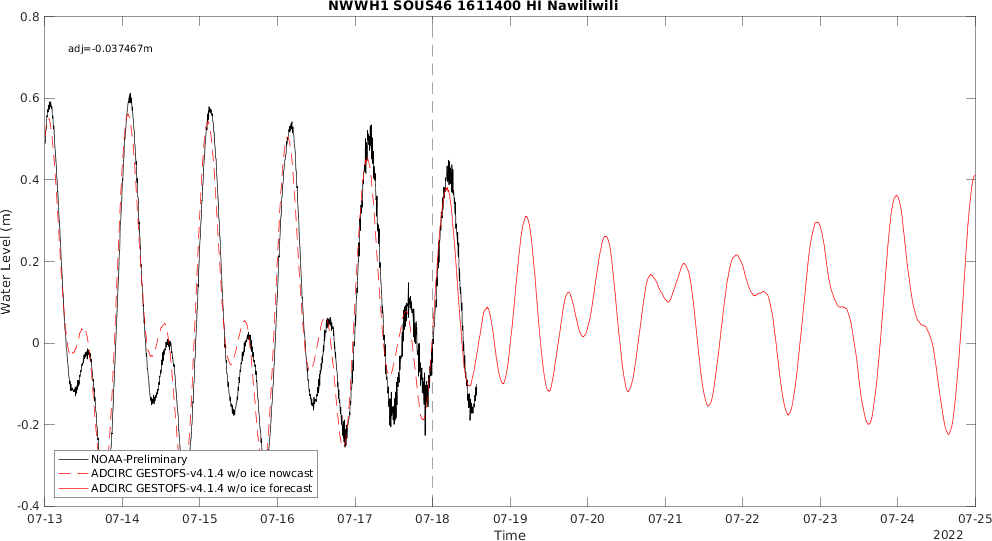 NWWH1 SOUS46 1611400 HI Nawiliwili
adj=-0.037467m
Water Level (m)
0.8
0.6
0.4
0.2
0
-0.2
-0.4
NOAA-Preliminary
ADCIRC GESTOFS-v4.1.4 w/o ice nowcast
ADCIRC GESTOFS-v4.1.4 w/o ice forecast
07-13 07-14 07-15 07-16 07-17 07-18 07-19 07-20 07-21 07-22 07-23 07-24 07-25
Time
2022